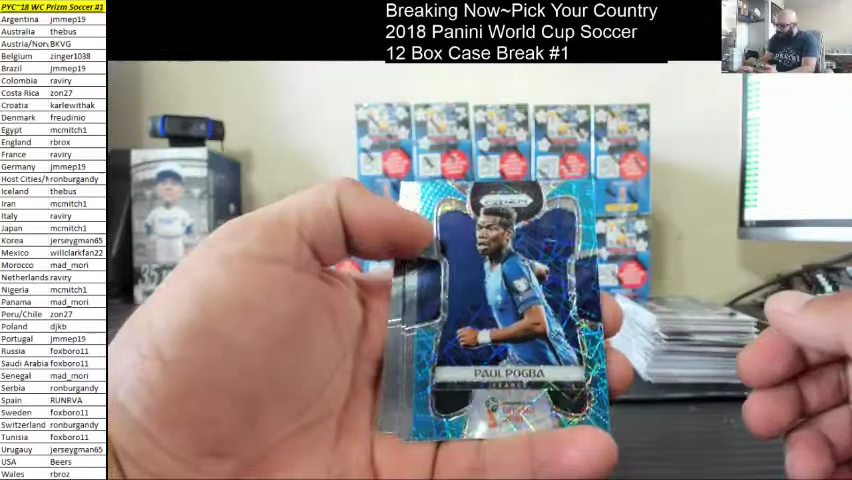 PYC~18 WC Prizm Soccer #1
Argentina jmmep19
Australia thebus
Austria/Nor BKVG
Belgium zinger1038
Brazil jmmep19
Colombia raviry
Costa Rica zon27
Croatia karlewithak
Denmark freudinio
Egypt mcmitch1
England rbrox
France raviry
Germany jmmep19
Host Cities/N ronburgandy
Iceland thebus
Iran mcmitch1
Italy raviry
Japan mcmitch1
Korea jerseygman65
Mexico willclarkfan22
Morocco mad_mori
Netherlands raviry
Nigeria mcmitch1
Panama mad_mori
Peru/Chile zon27
Poland djkb
Portugal jmmep19
Russia foxboro11
Saudi Arabia foxboro11
Senegal mad_mori
Serbia ronburgandy
Spain RUNRVA
Sweden foxboro11
Switzerland ronburgandy
Tunisia foxboro11
Urugauy jerseygman65
USA Beers
Wales rbroz
Breaking Now~Pick Your Country
2018 Panini World Cup Soccer
12 Box Case Break #1
PRIZM
PAUL POGBA
FRANCE